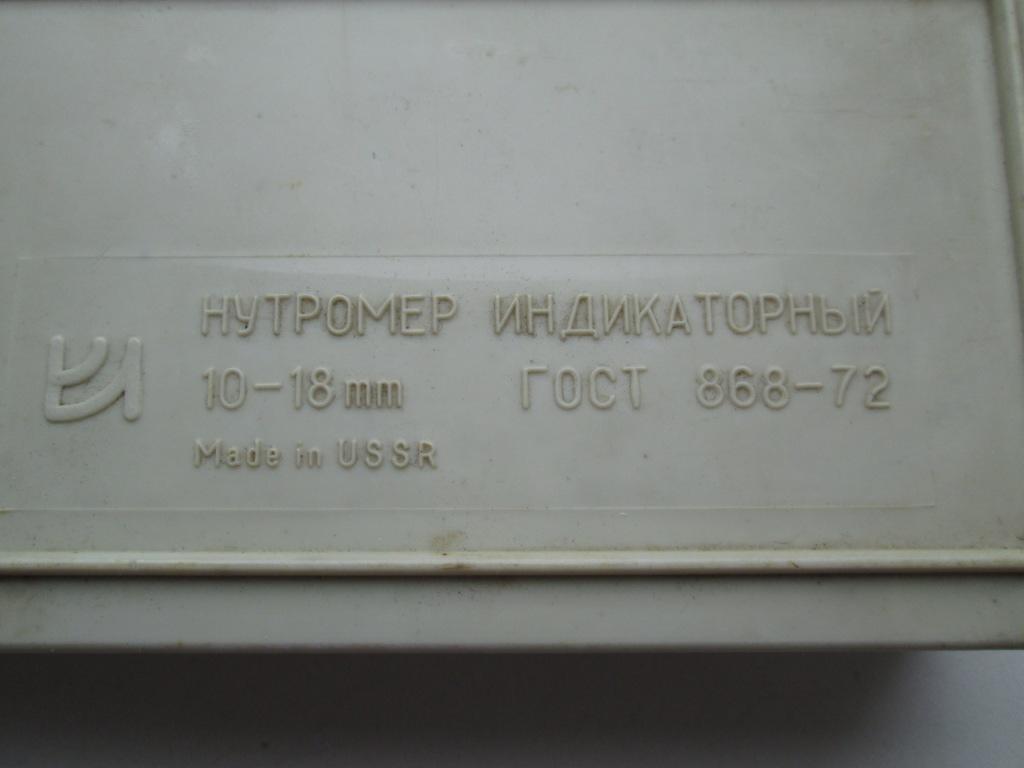 НУТРОМЕР ИНДИКАТОРНЫЙ
10-18mm ГОСТ 868-72
Made in USSR